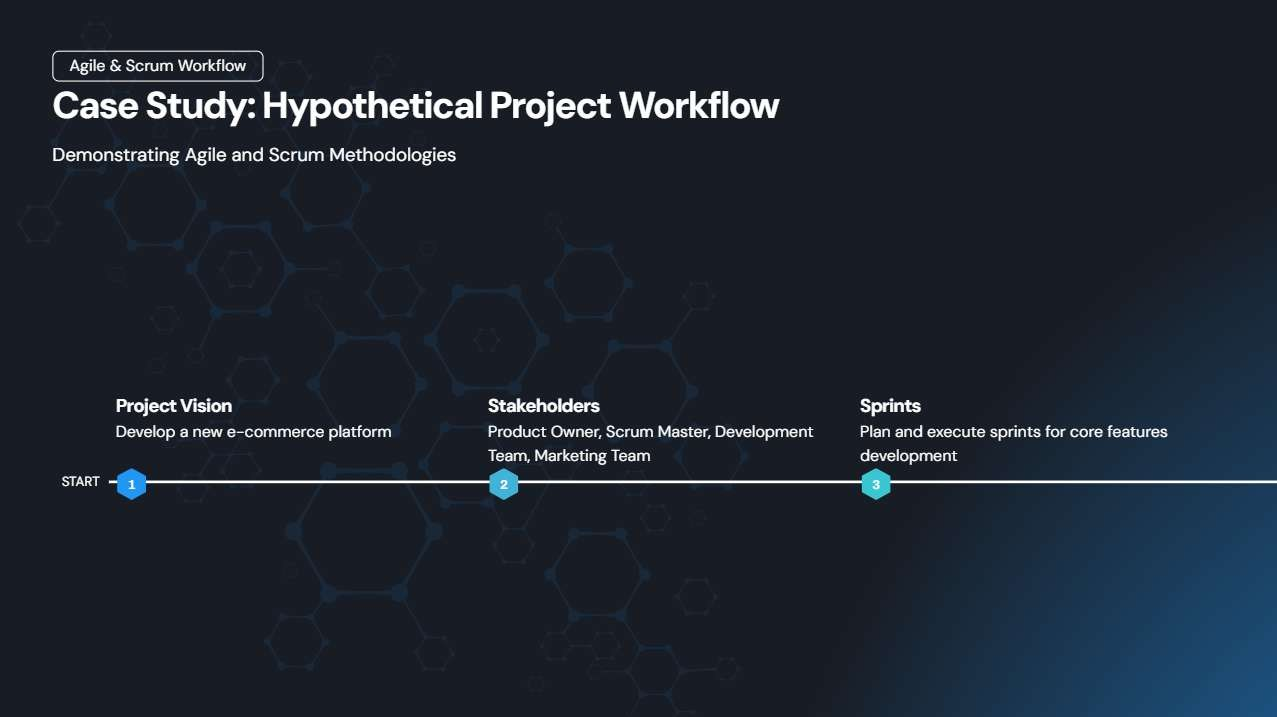 Agile & Scrum Workflow
Case Study: Hypothetical Project Workflow
Demonstrating Agile and Scrum Methodologies
Project Vision
Develop a new e-commerce platform
Stakeholders
Product Owner, Scrum Master, Development
Team, Marketing Team
Sprints
Plan and execute sprints for core features
development
START
1
2
3